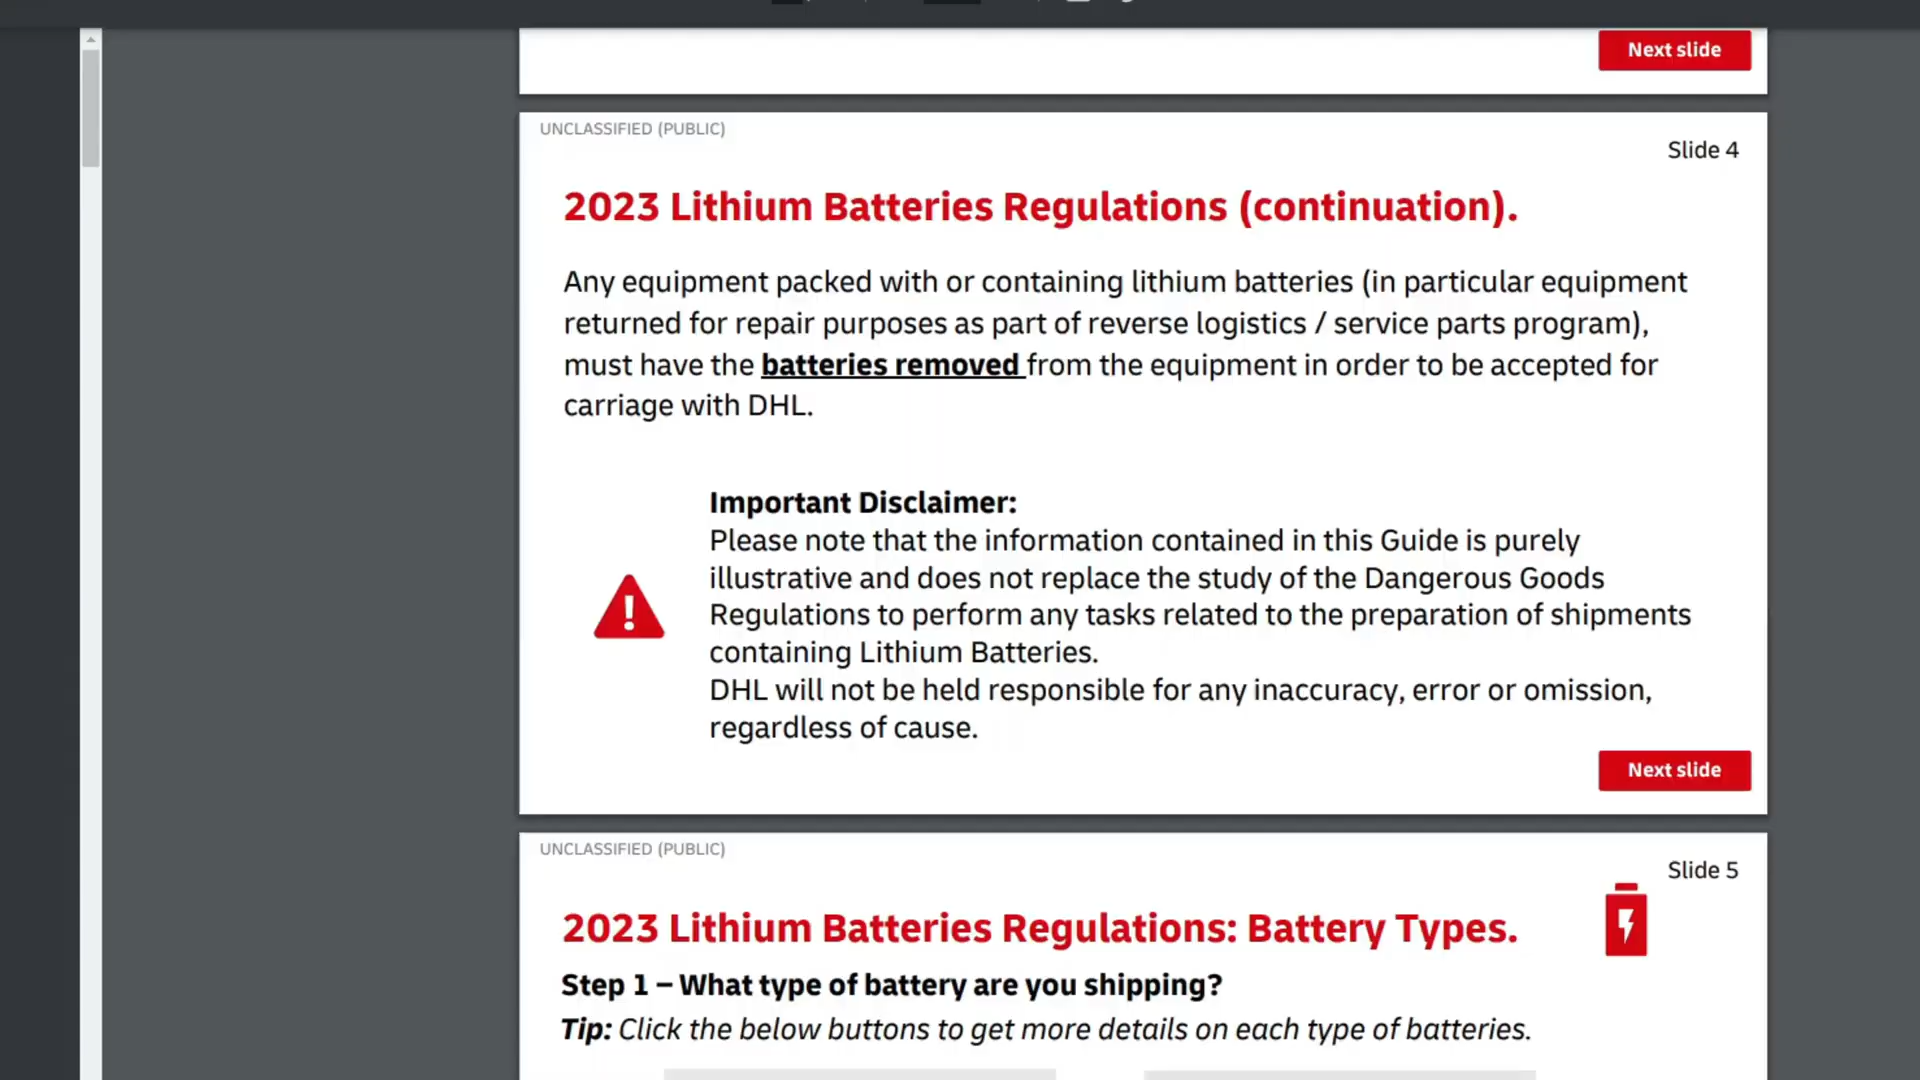 Next slide
UNCLASSIFIED (PUBLIC)
Slide 4
2023 Lithium Batteries Regulations (continuation).
Any equipment packed with or containing lithium batteries (in particular equipment
returned for repair purposes as part of reverse logistics / service parts program),
must have the batteries removed from the equipment in order to be accepted for
carriage with DHL.
Important Disclaimer:
Please note that the information contained in this Guide is purely
illustrative and does not replace the study of the Dangerous Goods
Regulations to perform any tasks related to the preparation of shipments
containing Lithium Batteries.
DHL will not be held responsible for any inaccuracy, error or omission,
regardless of cause.
Next slide
UNCLASSIFIED (PUBLIC)
Slide 5
2023 Lithium Batteries Regulations: Battery Types.
Step 1 – What type of battery are you shipping?
Tip: Click the below buttons to get more details on each type of batteries.